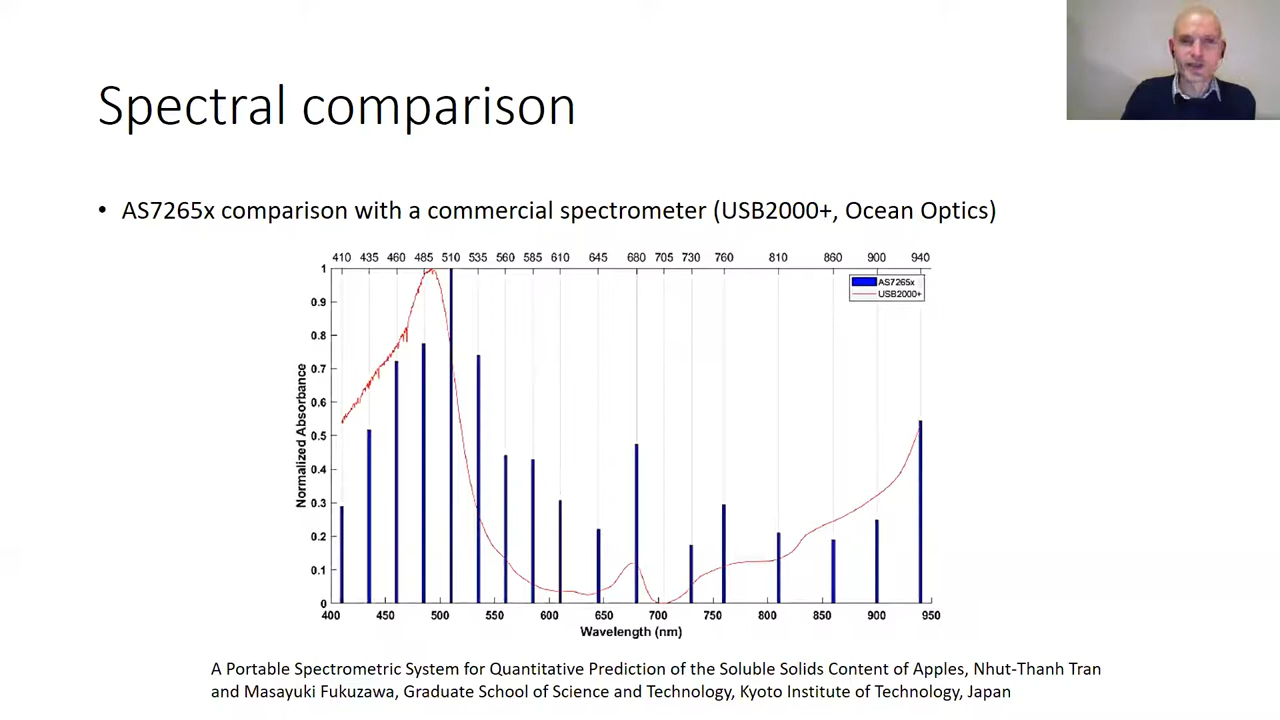 Spectral comparison
• AS7265x comparison with a commercial spectrometer (USB2000+, Ocean Optics)
410 435 460 485 510 535 560 585 610 645 680 705 730 760 810 860 900 940
AS7265x
USB2000+
1
0.9
0.8
0.7
0.6
0.5
0.4
0.3
0.2
0.1
0
Normalized Absorbance
400 450 500 550 600 650 700 750 800 850 900 950
Wavelength (nm)
A Portable Spectrometric System for Quantitative Prediction of the Soluble Solids Content of Apples, Nhut-Thanh Tran
and Masayuki Fukuzawa, Graduate School of Science and Technology, Kyoto Institute of Technology, Japan